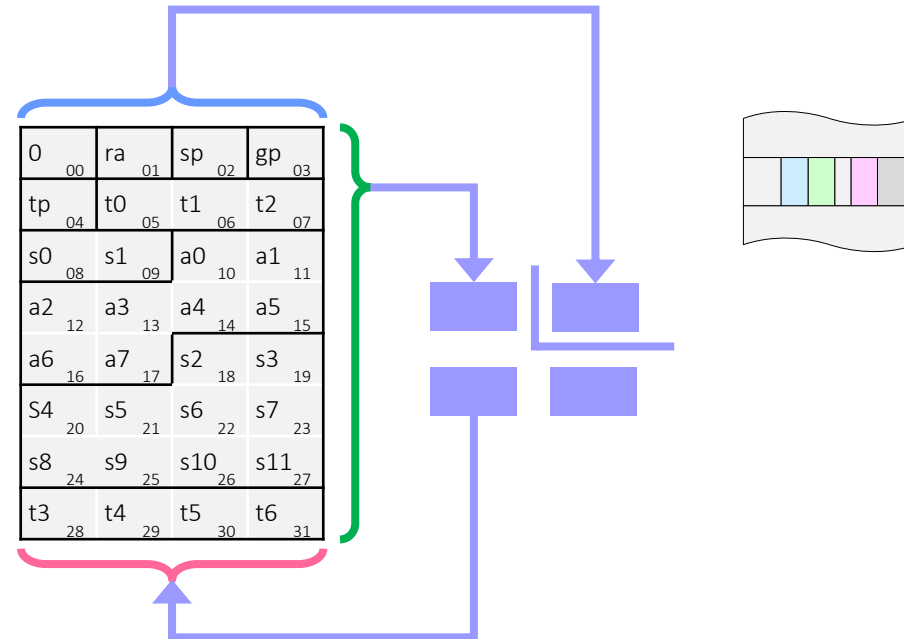 0 00 ra 01 sp 02 gp 03
tp 04 t0 05 t1 06 t2 07
s0 08 s1 09 a0 10 a1 11
a2 12 a3 13 a4 14 a5 15
a6 16 a7 17 s2 18 s3 19
S4 20 s5 21 s6 22 s7 23
s8 24 s9 25 s10 26 s11 27
t3 28 t4 29 t5 30 t6 31